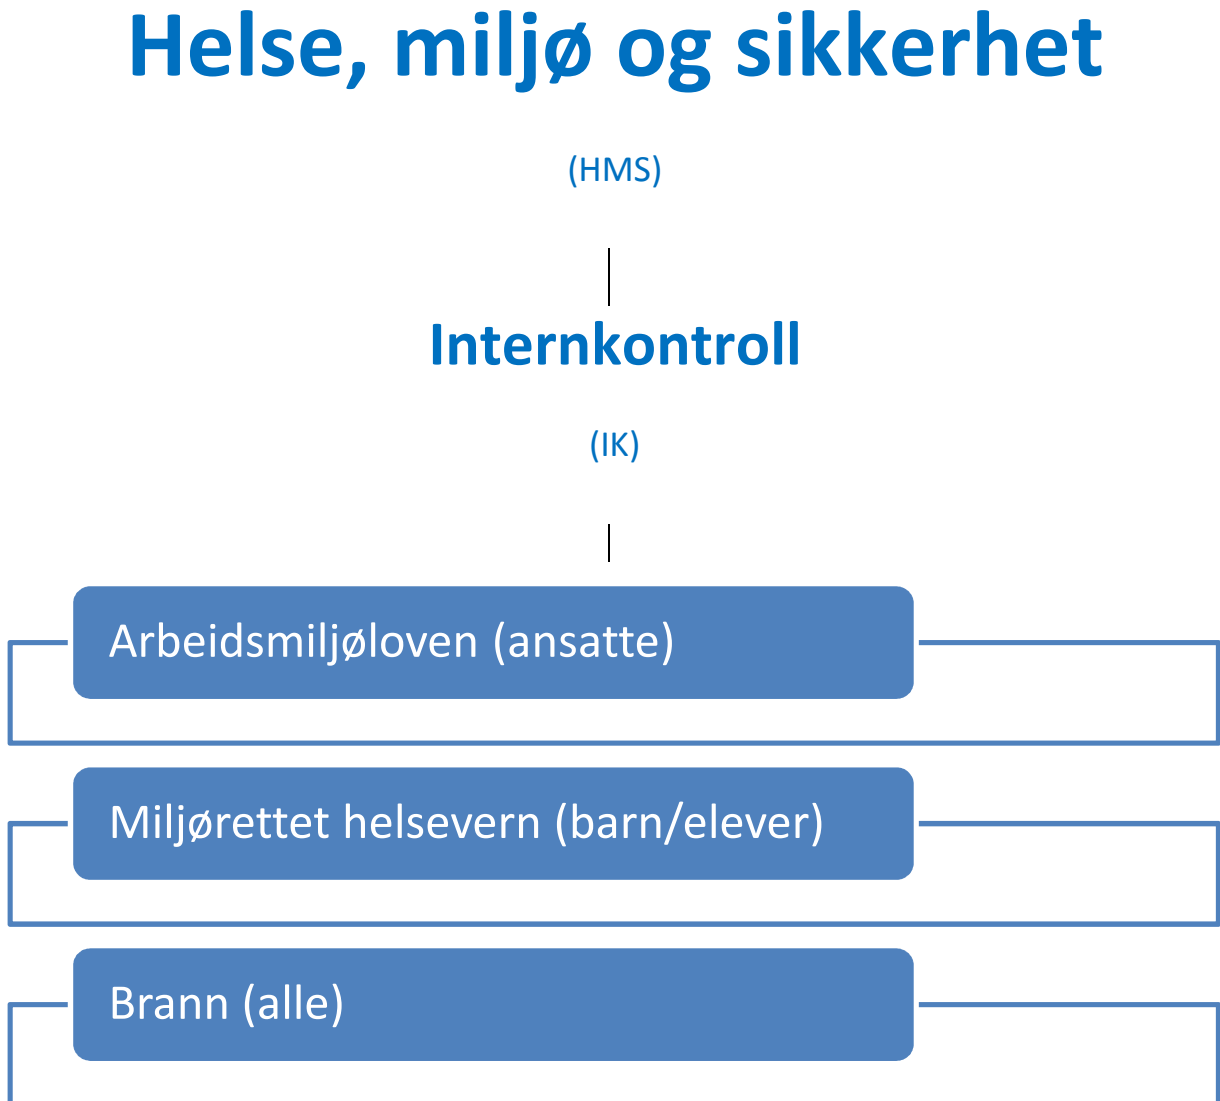 Helse, miljø og sikkerhet
(HMS)
Internkontroll
(IK)
Arbeidsmiljøloven (ansatte)
Miljørettet helsevern (barn/elever)
Brann (alle)